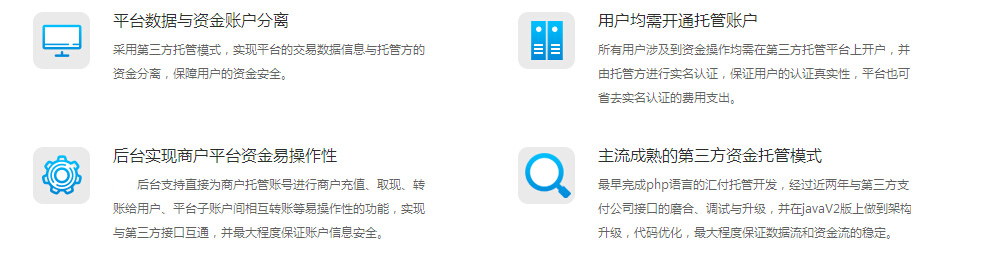 平台数据与资金账户分离
采用第三方托管模式，实现平台的交易数据信息与托管方的
资金分离，保障用户的资金安全。
用户均需开通托管账户
所有用户涉及到资金操作均需在第三方托管平台上开户，并
由托管方进行实名认证，保证用户的认证真实性，平台也可
省去实名认证的费用支出。
后台实现商户平台资金易操作性
后台支持直接为商户托管账号进行商户充值、取现、转
账给用户、平台子账户间相互转账等易操作性的功能，实现
与第三方接口互通，并最大程度保证账户信息安全。
主流成熟的第三方资金托管模式
最早完成php语言的汇付托管开发，经过近两年与第三方支
付公司接口的磨合、调试与升级，并在javaV2版上做到架构
升级，代码优化，最大程度保证数据流和资金流的稳定。